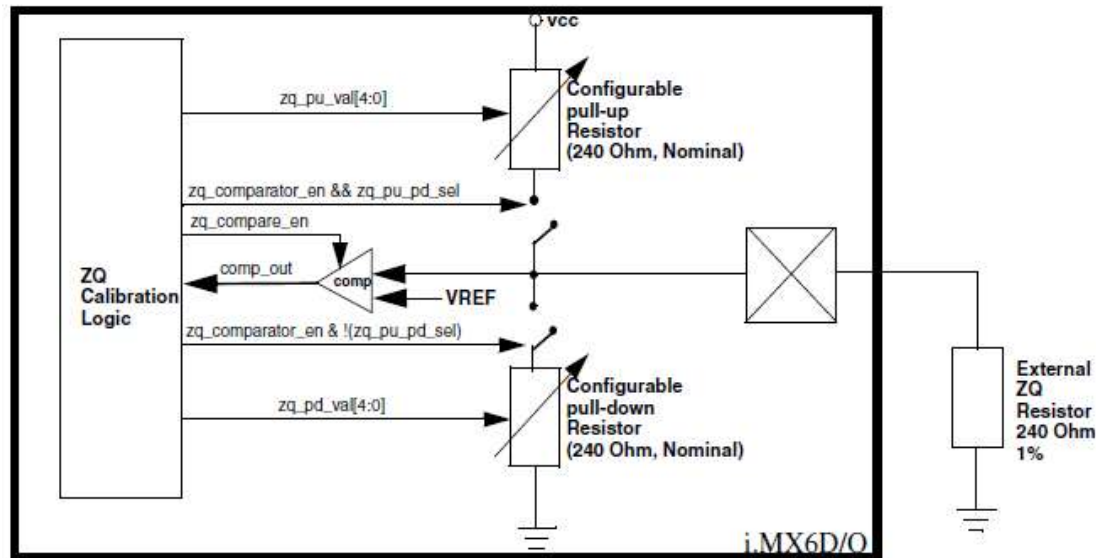 vcc
zq_pu_val[4:0]
Configurable
pull-up
Resistor
(240 Ohm, Nominal)
zq_comparator_en && zq_pu_pd_sel
zq_compare_en
comp_out
comp
VREF
ZQ
Calibration
Logic
zq_comparator_en & !(zq_pu_pd_sel)
zq_pd_val[4:0]
Configurable
pull-down
Resistor
(240 Ohm, Nominal)
External
ZQ
Resistor
240 Ohm
1%
i.MX6D/Q